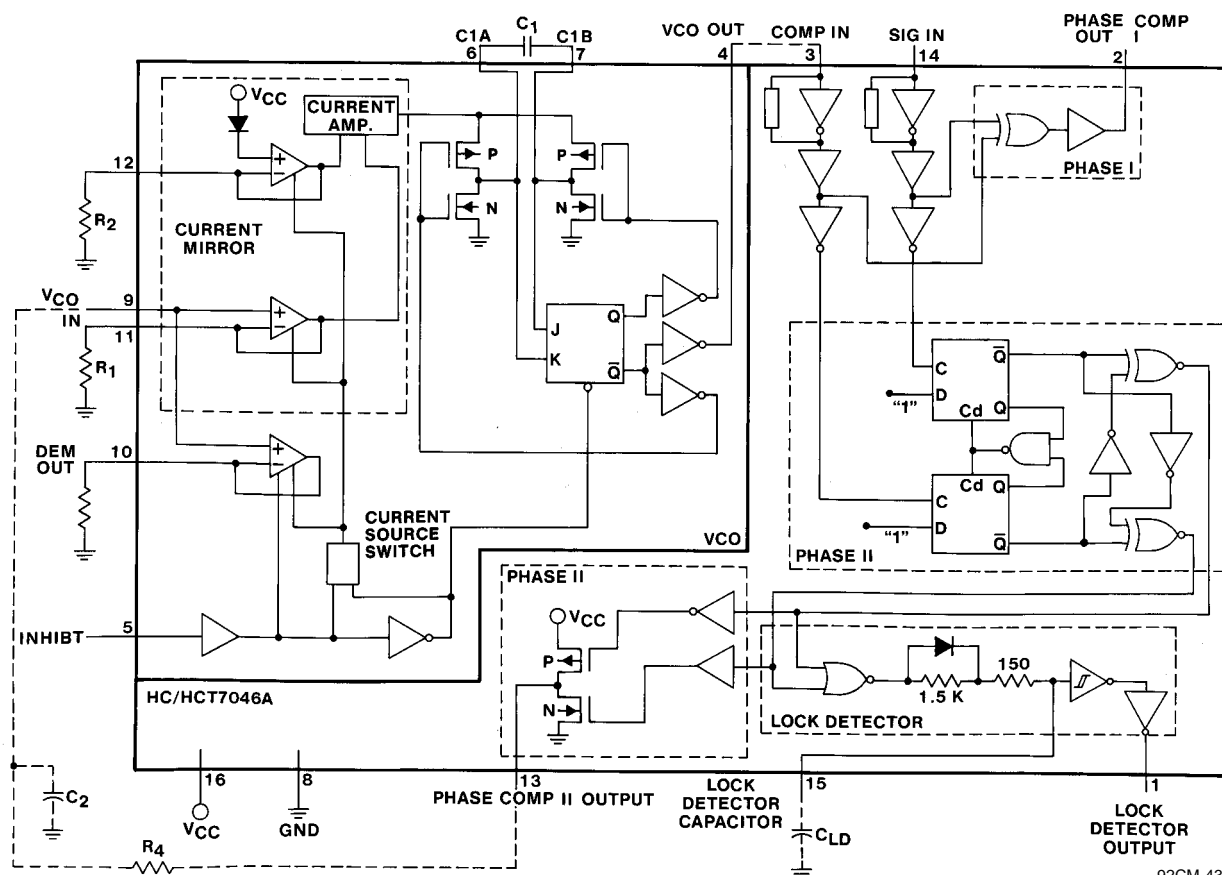 C1
C1A
C1B
6
7
VCO OUT
4
COMP IN
3
SIG IN
14
PHASE COMP I
OUT
2
VCC
CURRENT
AMP.
12
R2
CURRENT
MIRROR
P
N
P
N
PHASE I
VCO
IN
9
11
R1
J
K
Q
Q̅
DEM
OUT
10
CURRENT
SOURCE
SWITCH
VCO
C
D
"1"
Q̅
Q
Cd
Cd
Q
C
D
"1"
Q̅
PHASE II
INHIBT
5
PHASE II
VCC
P
N
150
1.5 K
LOCK DETECTOR
HC/HCT7046A
16
8
13
15
1
C2
VCC
GND
PHASE COMP II OUTPUT
LOCK
DETECTOR
CAPACITOR
CLD
LOCK
DETECTOR
OUTPUT
R4